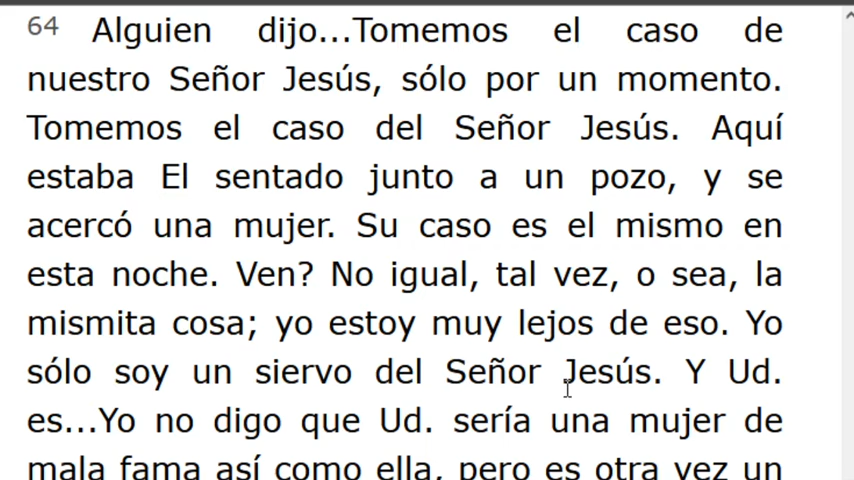 64 Alguien dijo...Tomemos el caso de
nuestro Señor Jesús, sólo por un momento.
Tomemos el caso del Señor Jesús. Aquí
estaba El sentado junto a un pozo, y se
acercó una mujer. Su caso es el mismo en
esta noche. Ven? No igual, tal vez, o sea, la
mismita cosa; yo estoy muy lejos de eso. Yo
sólo soy un siervo del Señor Jesús. Y Ud.
es...Yo no digo que Ud. sería una mujer de
mala fama así como ella, pero es otra vez un